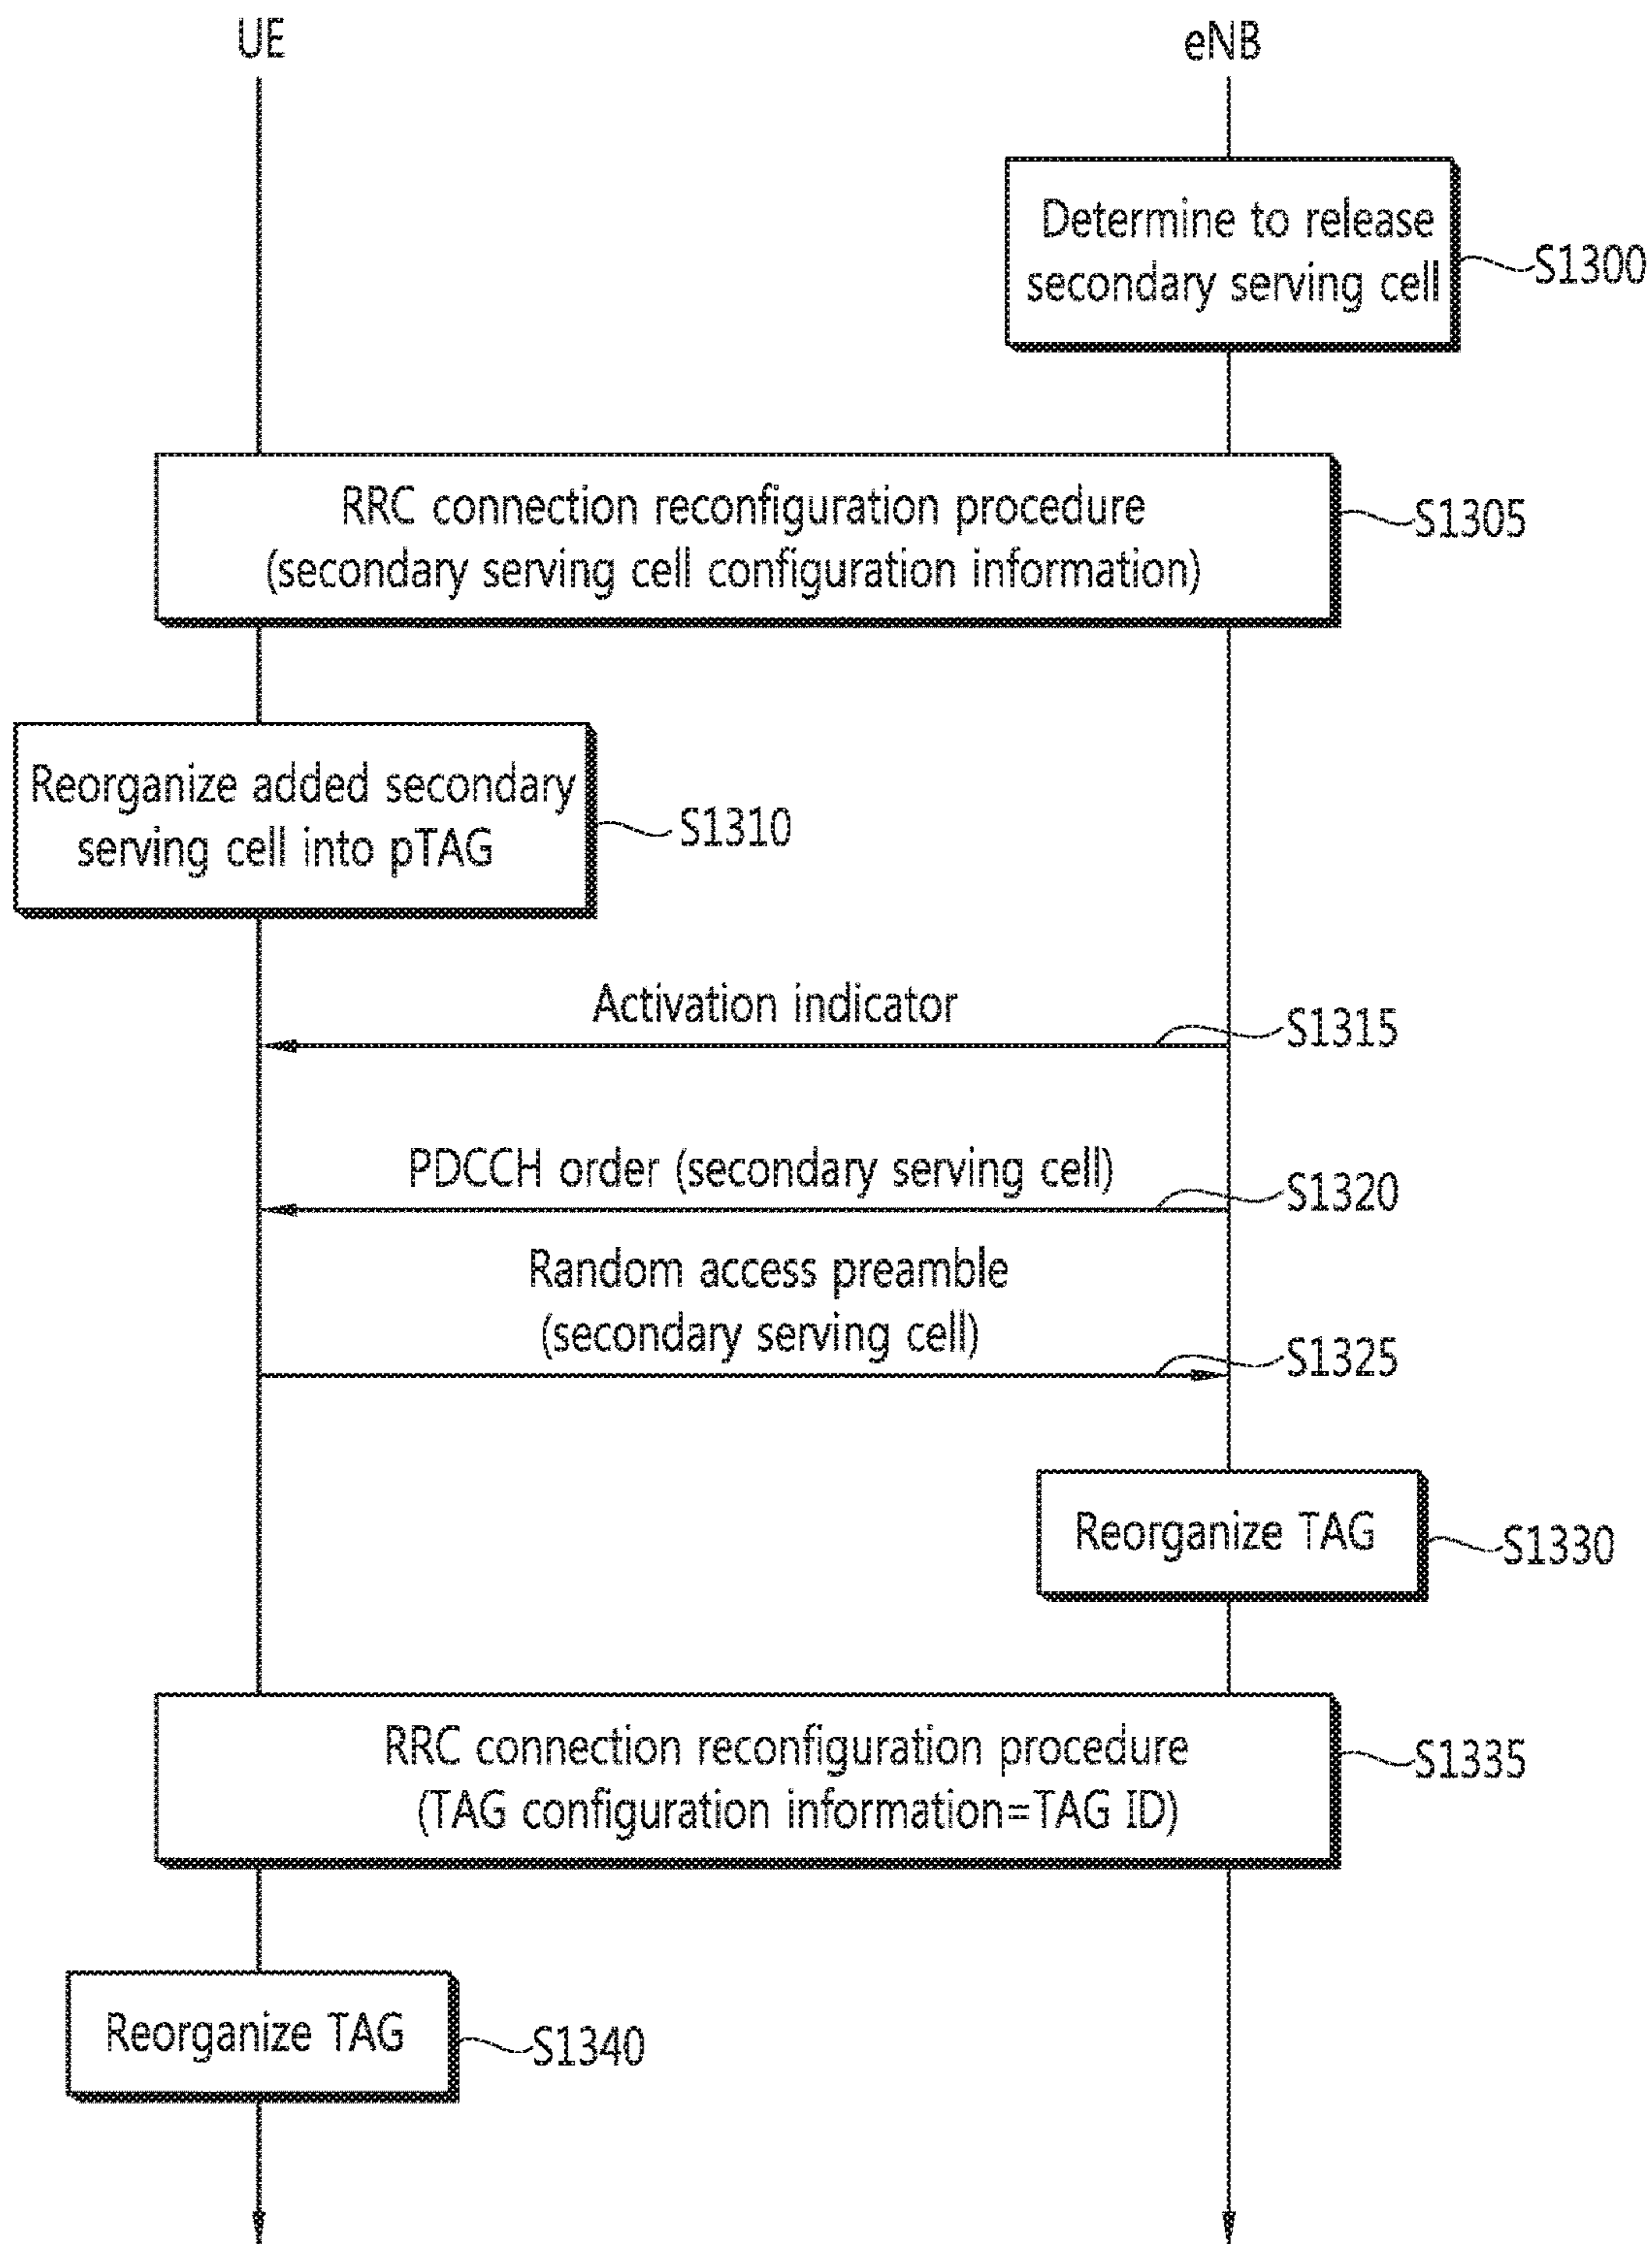 UE
eNB
Determine to release
secondary serving cell
S1300
RRC connection reconfiguration procedure
(secondary serving cell configuration information)
S1305
Reorganize added secondary
serving cell into pTAG
S1310
Activation indicator
S1315
PDCCH order (secondary serving cell)
S1320
Random access preamble
(secondary serving cell)
S1325
Reorganize TAG
S1330
RRC connection reconfiguration procedure
(TAG configuration information=TAG ID)
S1335
Reorganize TAG
S1340